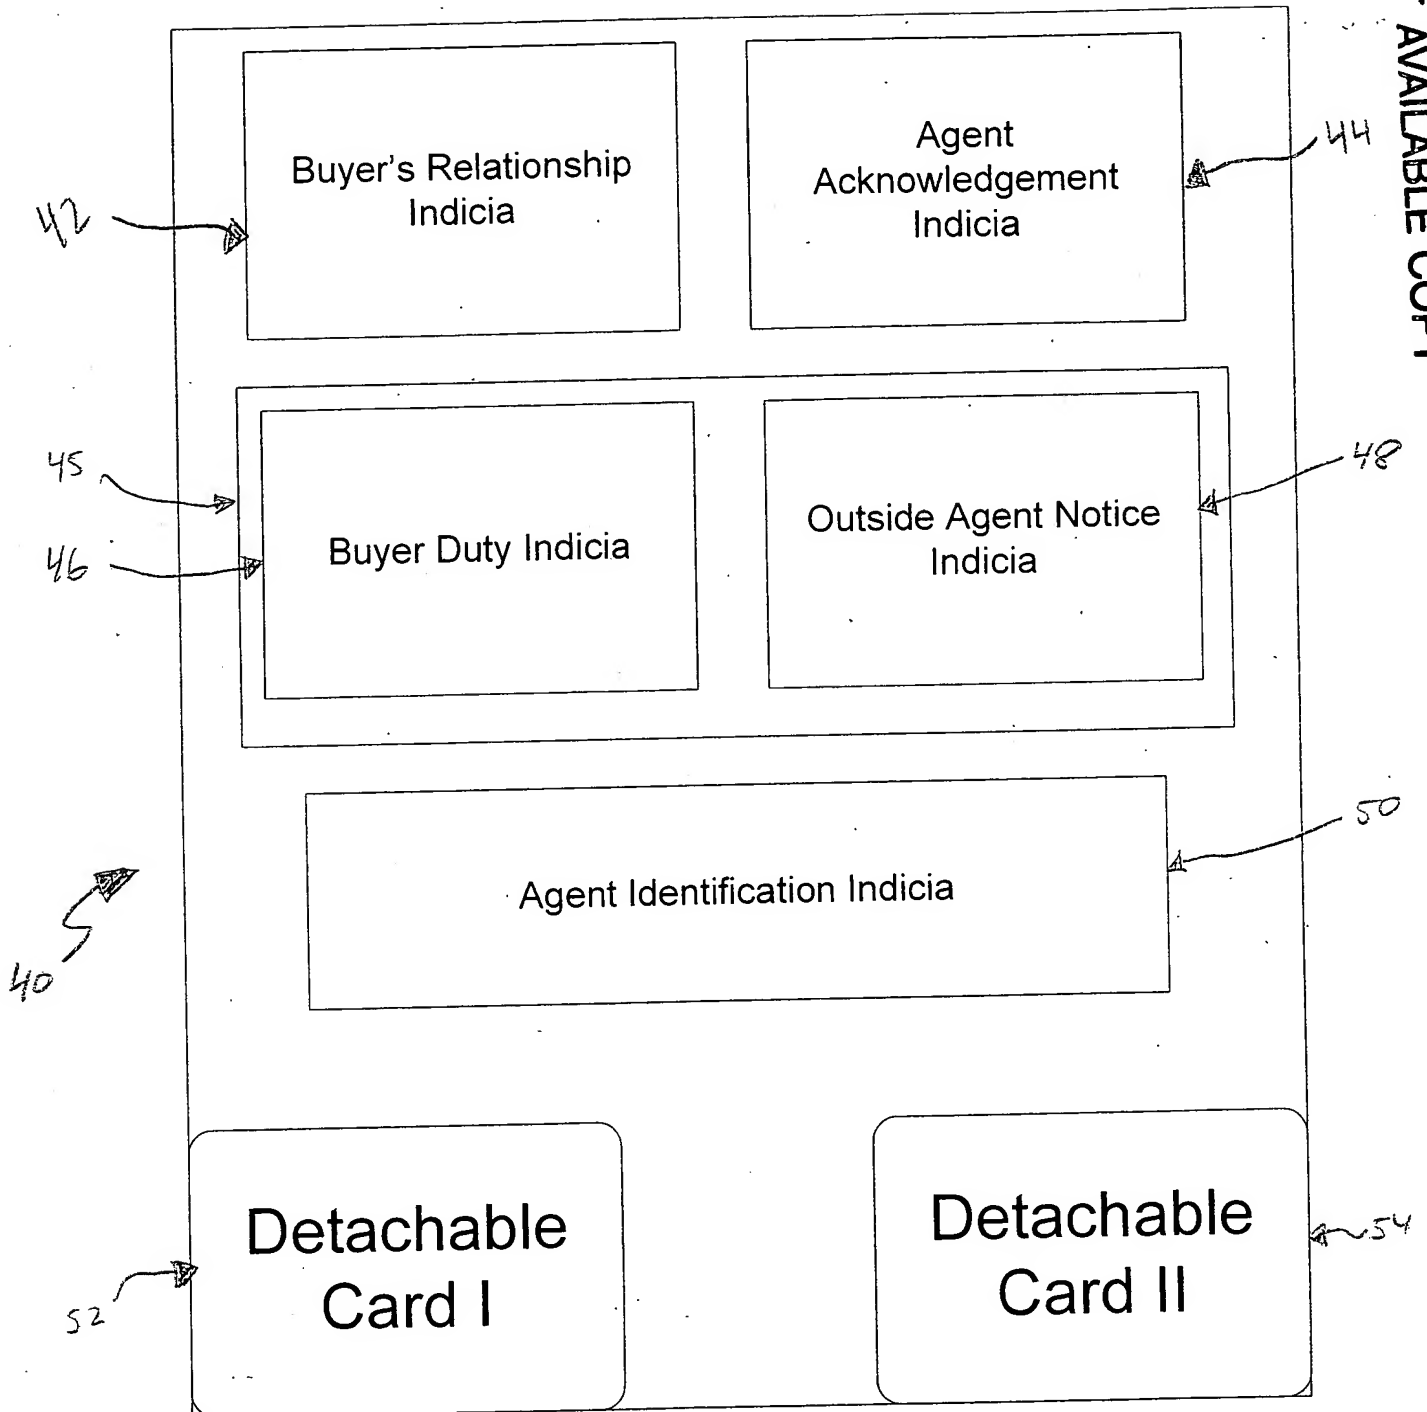 AVAILABLE COPY
Buyer's Relationship
Indicia
Agent
Acknowledgement
Indicia
42
44
Buyer Duty Indicia
Outside Agent Notice
Indicia
45
46
48
Agent Identification Indicia
50
40
Detachable
Card I
Detachable
Card II
52
54